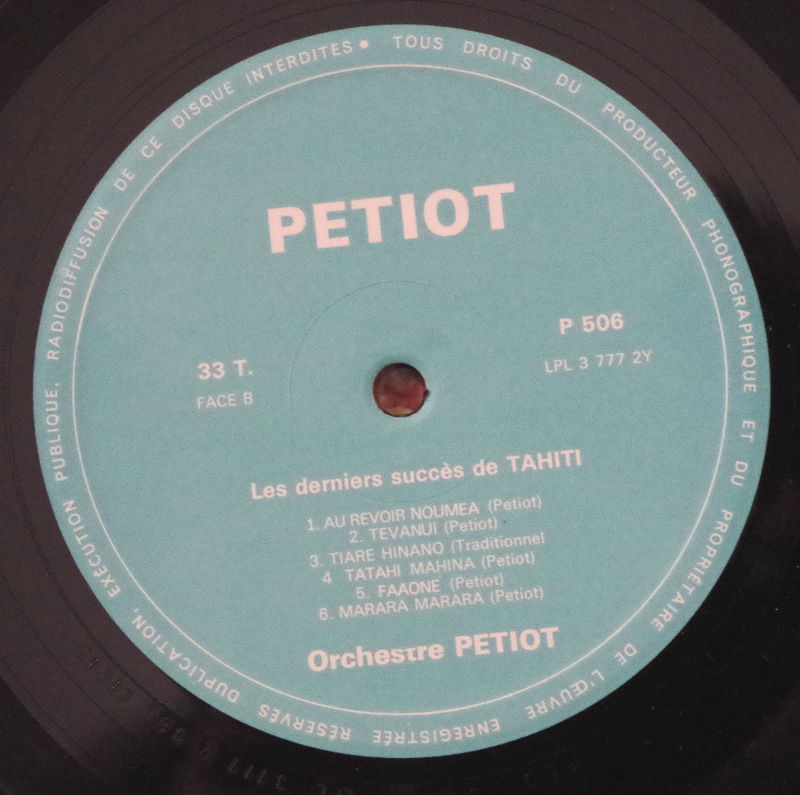 TOUS DROITS DU PRODUCTEUR PHONOGRAPHIQUE ET DU PROPRIÉTAIRE DE L'ŒUVRE ENREGISTRÉE RÉSERVÉS DUPLICATION, EXÉCUTION PUBLIQUE, RADIODIFFUSION DE CE DISQUE INTERDITES •
PETIOT
P 506
33 T.
LPL 3 777 2Y
FACE B
Les derniers succès de TAHITI
1. AU REVOIR NOUMEA (Petiot)
2. TEVANUI (Petiot)
3. TIARE HINANO (Traditionnel
4 TATAHI MAHINA (Petiot)
5. FAAONE (Petiot)
6. MARARA MARARA (Petiot)
Orchestre PETIOT